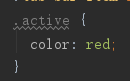 .active {
color: red;
}